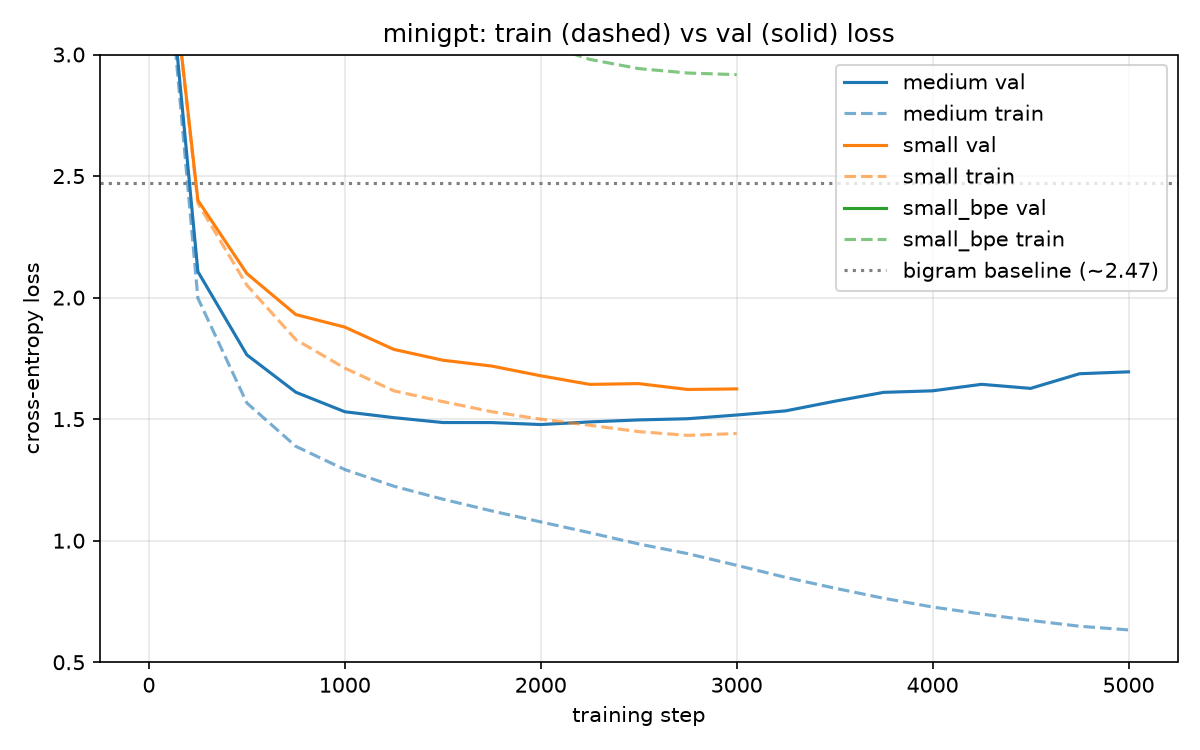 minigpt: train (dashed) vs val (solid) loss
cross-entropy loss
3.0
2.5
2.0
1.5
1.0
0.5
medium val
medium train
small val
small train
small_bpe val
small_bpe train
bigram baseline (~2.47)
0 1000 2000 3000 4000 5000
training step